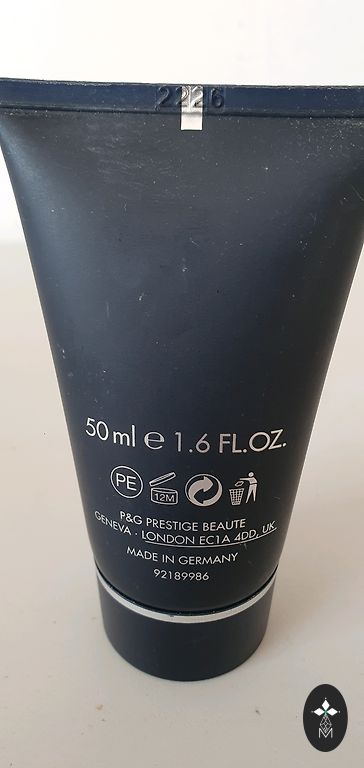 2226
50 ml e 1.6 FL.OZ.
PE 12M
P&G PRESTIGE BEAUTE
GENEVA · LONDON EC1A 4DD, UK
MADE IN GERMANY
92189986
M